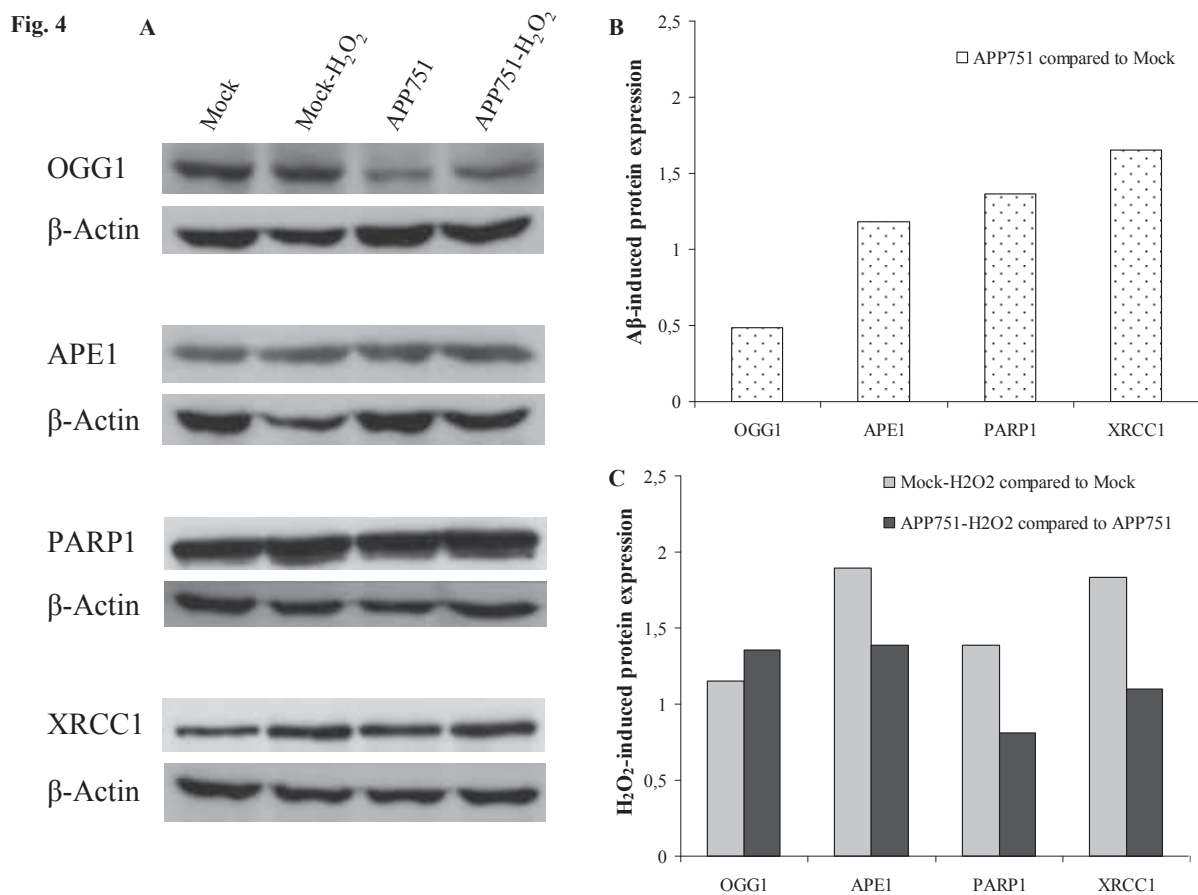 Fig. 4
A
Mock
Mock-H₂O₂
APP751
APP751-H₂O₂
OGG1
β-Actin
APE1
β-Actin
PARP1
β-Actin
XRCC1
β-Actin
B
Aβ-induced protein expression
2,5
2
1,5
1
0,5
0
APP751 compared to Mock
OGG1 APE1 PARP1 XRCC1
C
H₂O₂-induced protein expression
2,5
2
1,5
1
0,5
0
Mock-H2O2 compared to Mock
APP751-H2O2 compared to APP751
OGG1 APE1 PARP1 XRCC1